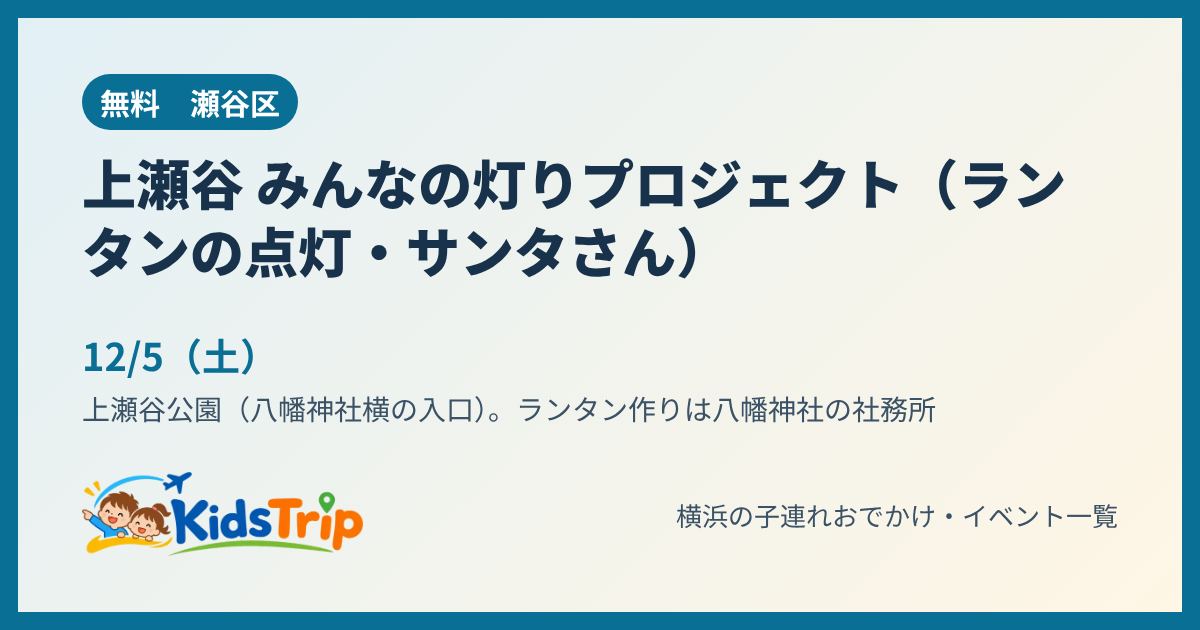 無料　瀬谷区
上瀬谷 みんなの灯りプロジェクト（ラン
タンの点灯・サンタさん）
12/5（土）
上瀬谷公園（八幡神社横の入口）。ランタン作りは八幡神社の社務所
KidsTrip
横浜の子連れおでかけ・イベント一覧